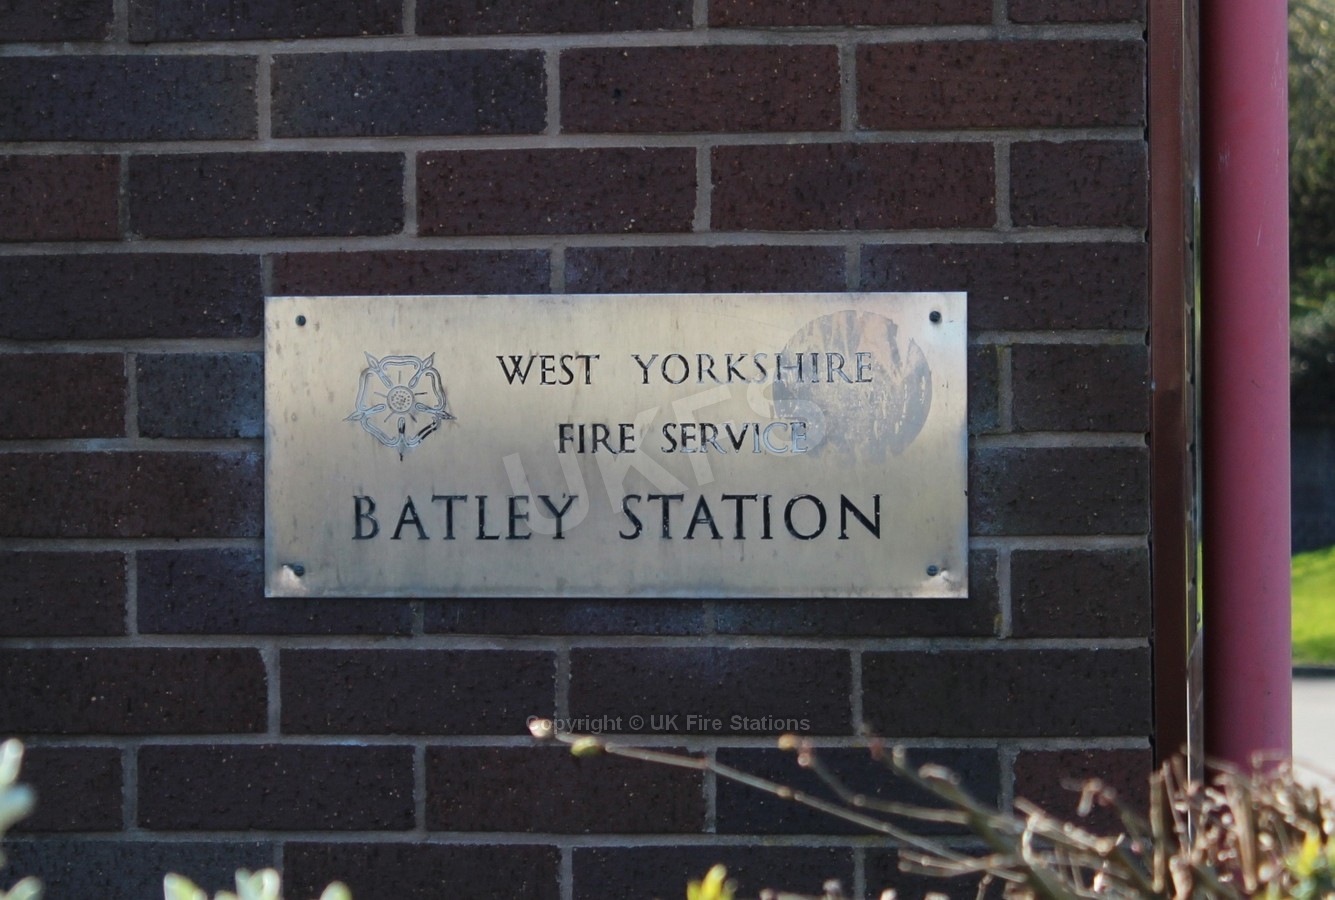 WEST YORKSHIRE
FIRE SERVICE
UKFS
BATLEY STATION
Copyright © UK Fire Stations